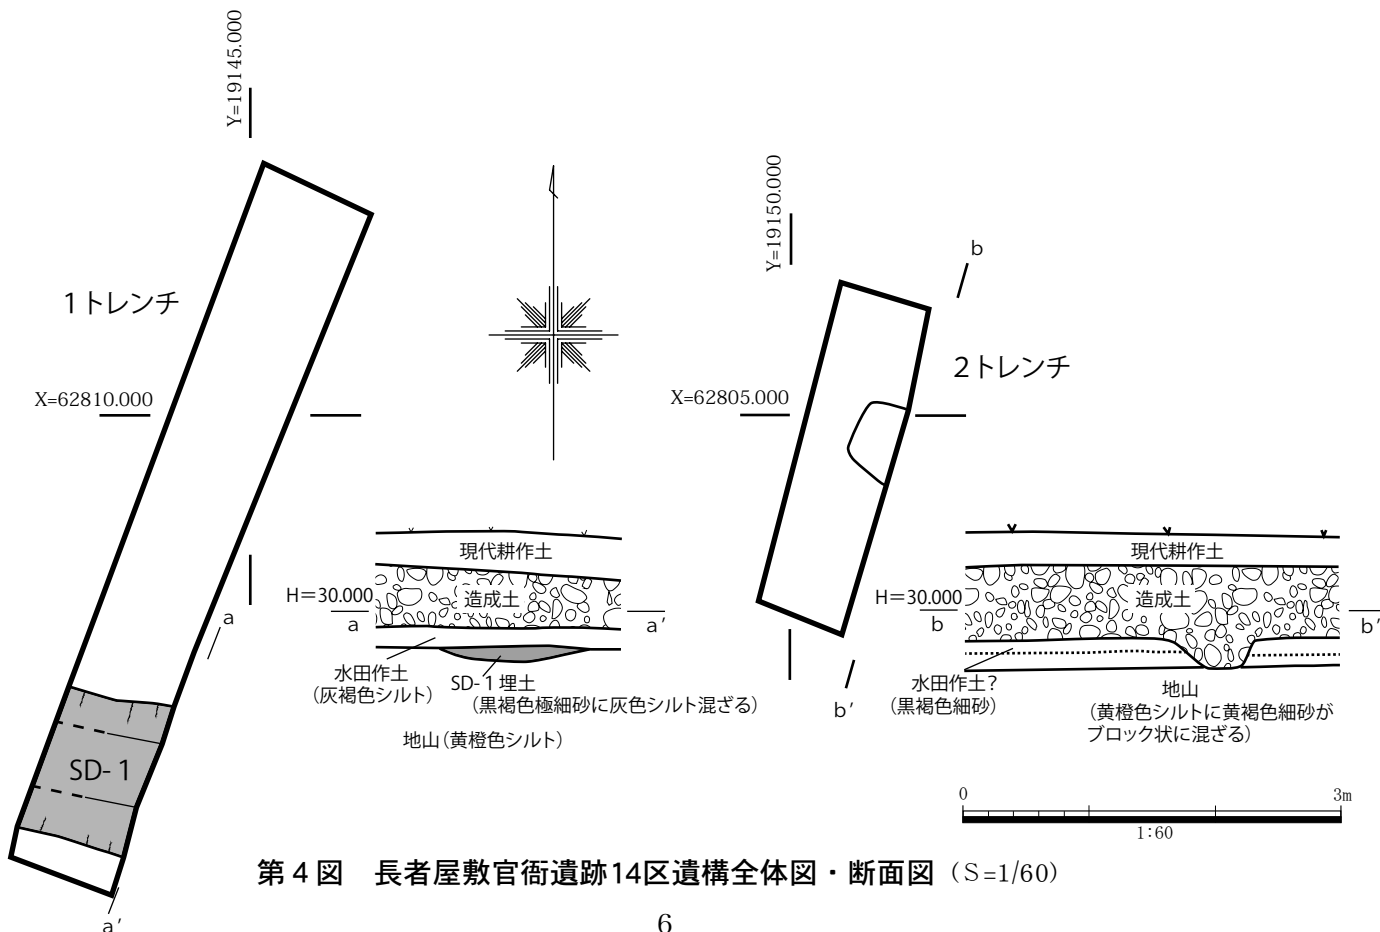 Y=19145.000
1トレンチ
X=62810.000
a
SD-1
a′
Y=19150.000
b
2トレンチ
X=62805.000
b′
現代耕作土
造成土
H=30.000
a
a′
水田作土
(灰褐色シルト)
SD-1 埋土
(黒褐色極細砂に灰色シルト混ざる)
地山(黄橙色シルト)
現代耕作土
造成土
H=30.000
b
b′
水田作土?
(黒褐色細砂)
地山
(黄橙色シルトに黄褐色細砂が
ブロック状に混ざる)
0
3m
1:60
第4図 長者屋敷官衙遺跡14区遺構全体図・断面図(S=1/60)
6